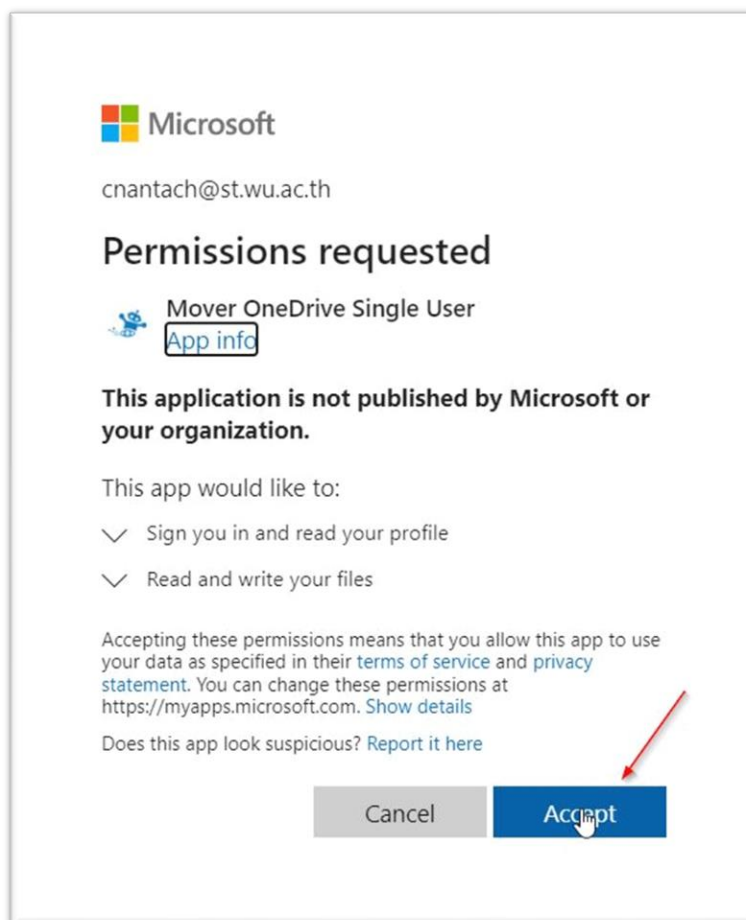 Microsoft
cnantach@st.wu.ac.th
Permissions requested
Mover OneDrive Single User
App info
This application is not published by Microsoft or
your organization.
This app would like to:
Sign you in and read your profile
Read and write your files
Accepting these permissions means that you allow this app to use
your data as specified in their terms of service and privacy
statement. You can change these permissions at
https://myapps.microsoft.com. Show details
Does this app look suspicious? Report it here
Cancel
Accept